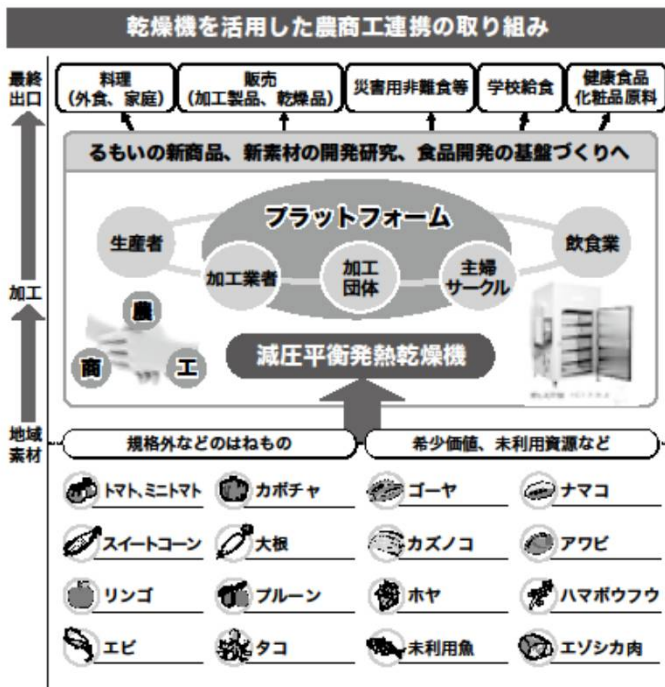 乾燥機を活用した農商工連携の取り組み
最終
出口
料理
(外食、家庭)
販売
(加工製品、乾燥品)
災害用非難食等
学校給食
健康食品
化粧品原料
るもいの新商品、新素材の開発研究、食品開発の基盤づくりへ
プラットフォーム
生産者
加工業者
加工
団体
主婦
サークル
飲食業
加工
農
商
工
減圧平衡発熱乾燥機
地域
素材
規格外などのはねもの
希少価値、未利用資源など
トマト、ミニトマト
カボチャ
ゴーヤ
ナマコ
スイートコーン
大根
カズノコ
アワビ
リンゴ
プルーン
ホヤ
ハマボウフウ
エビ
タコ
未利用魚
エゾシカ肉